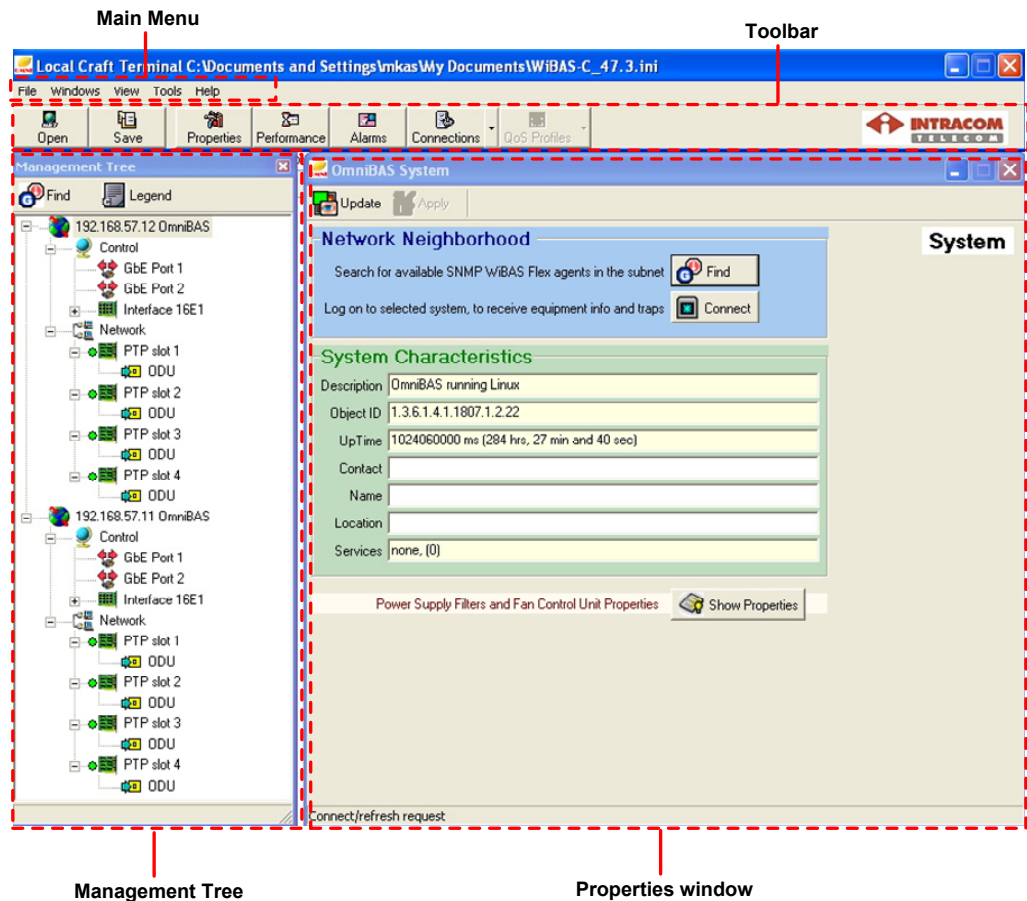 Main Menu
Toolbar
Local Craft Terminal C:\Documents and Settings\mkas\My Documents\WiBAS-C_47.3.ini
File Windows View Tools Help
Open Save Properties Performance Alarms Connections QoS Profiles
INTRACOM
TELECOM
Management Tree
Find Legend
192.168.57.12 OmniBAS
Control
GbE Port 1
GbE Port 2
Interface 16E1
Network
PTP slot 1
ODU
PTP slot 2
ODU
PTP slot 3
ODU
PTP slot 4
ODU
192.168.57.11 OmniBAS
Control
GbE Port 1
GbE Port 2
Interface 16E1
Network
PTP slot 1
ODU
PTP slot 2
ODU
PTP slot 3
ODU
PTP slot 4
ODU
OmniBAS System
Update Apply
System
Network Neighborhood
Search for available SNMP WiBAS Flex agents in the subnet Find
Log on to selected system, to receive equipment info and traps Connect
System Characteristics
Description OmniBAS running Linux
Object ID 1.3.6.1.4.1.1807.1.2.22
UpTime 1024060000 ms (284 hrs, 27 min and 40 sec)
Contact
Name
Location
Services none, (0)
Power Supply Filters and Fan Control Unit Properties Show Properties
Connect/refresh request
Management Tree
Properties window